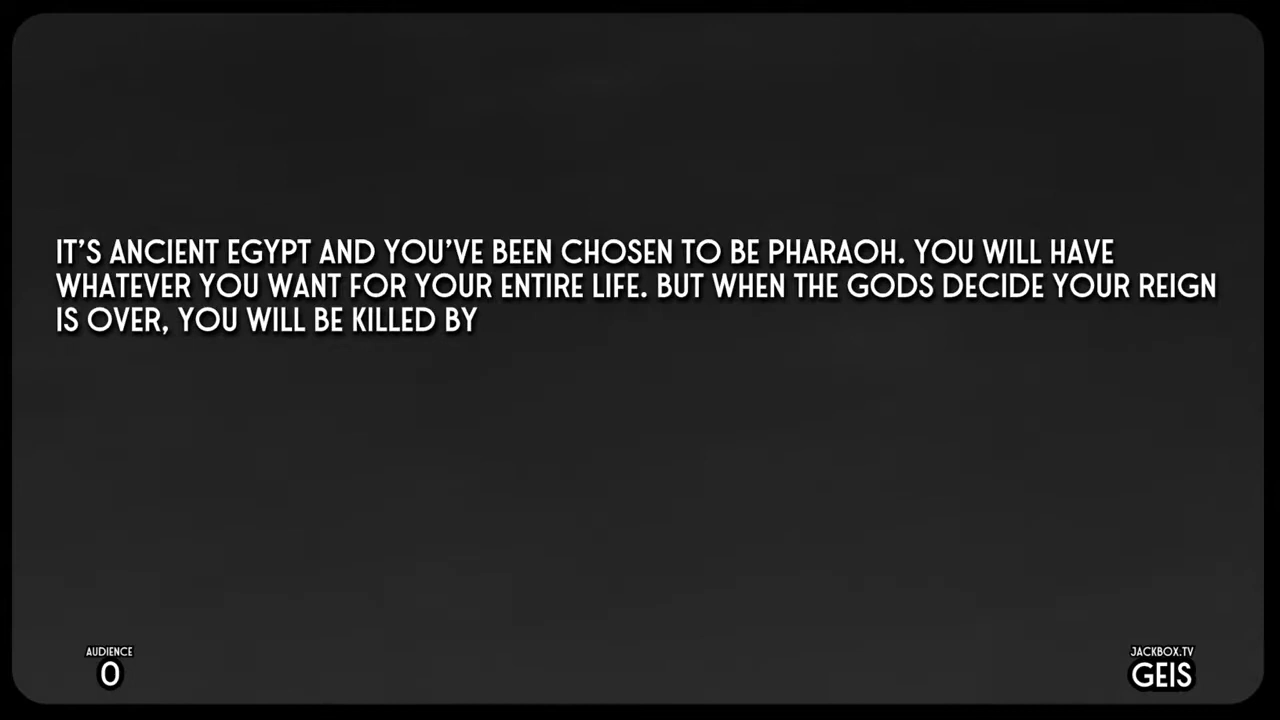 IT'S ANCIENT EGYPT AND YOU'VE BEEN CHOSEN TO BE PHARAOH. YOU WILL HAVE
WHATEVER YOU WANT FOR YOUR ENTIRE LIFE. BUT WHEN THE GODS DECIDE YOUR REIGN
IS OVER, YOU WILL BE KILLED BY
AUDIENCE
0
JACKBOX.TV
GEIS